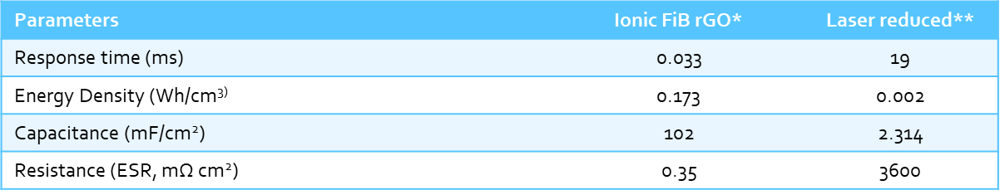 Parameters Ionic FiB rGO* Laser reduced**
Response time (ms) 0.033 19
Energy Density (Wh/cm³⁾ 0.173 0.002
Capacitance (mF/cm²) 102 2.314
Resistance (ESR, mΩ cm²) 0.35 3600